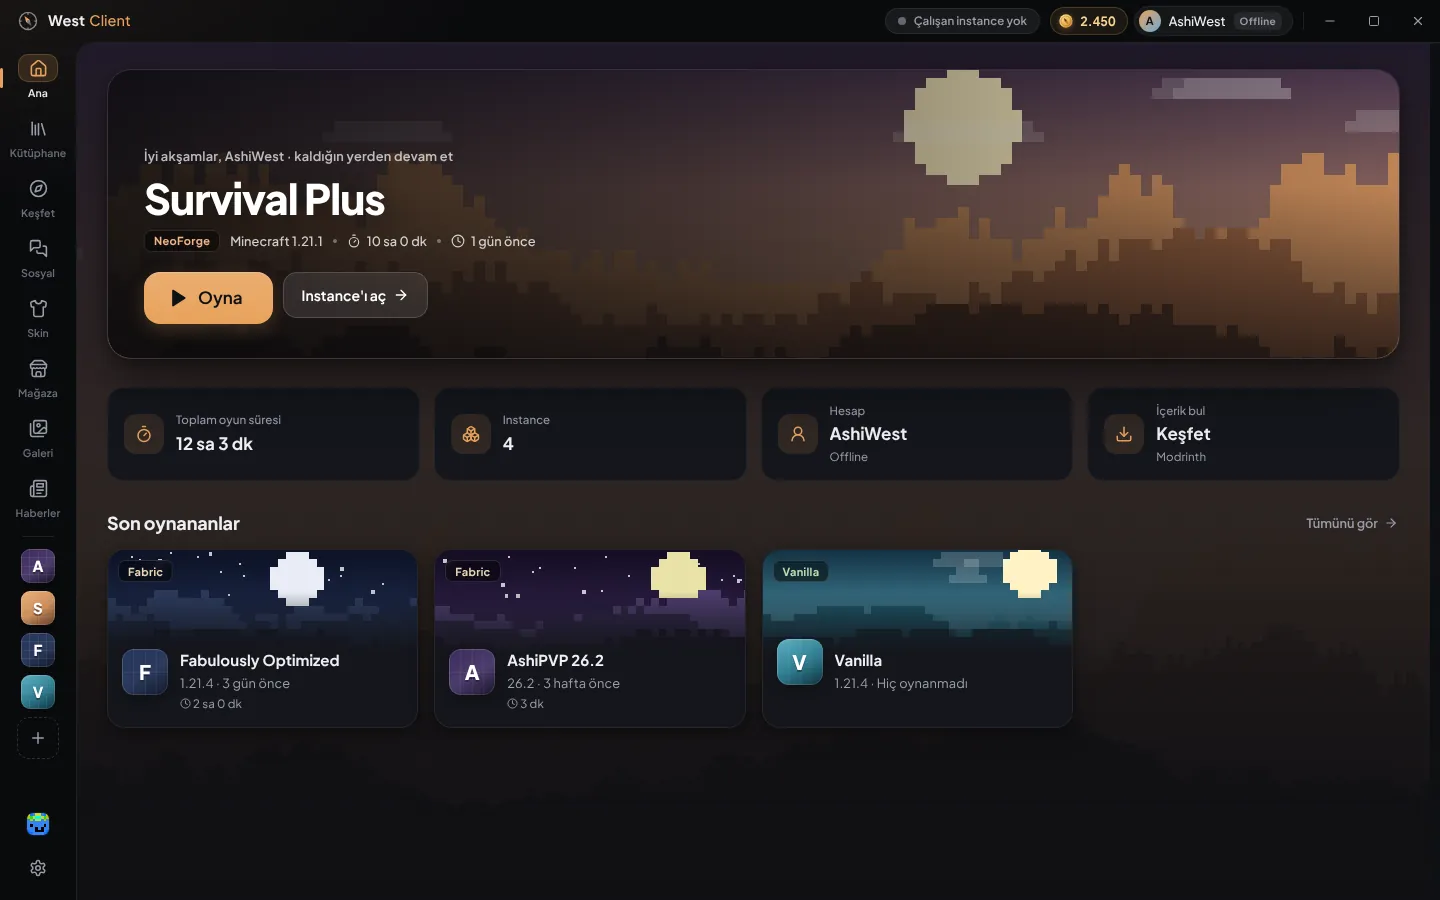 West Client
Çalışan instance yok
2.450
A
AshiWest
Offline
Ana
Kütüphane
Keşfet
Sosyal
Skin
Mağaza
Galeri
Haberler
A
S
F
V
İyi akşamlar, AshiWest · kaldığın yerden devam et
Survival Plus
NeoForge Minecraft 1.21.1 • 10 sa 0 dk • 1 gün önce
Oyna
Instance'ı aç
Toplam oyun süresi
12 sa 3 dk
Instance
4
Hesap
AshiWest
Offline
İçerik bul
Keşfet
Modrinth
Son oynananlar
Tümünü gör
Fabric
F
Fabulously Optimized
1.21.4 · 3 gün önce
2 sa 0 dk
Fabric
A
AshiPVP 26.2
26.2 · 3 hafta önce
3 dk
Vanilla
V
Vanilla
1.21.4 · Hiç oynanmadı